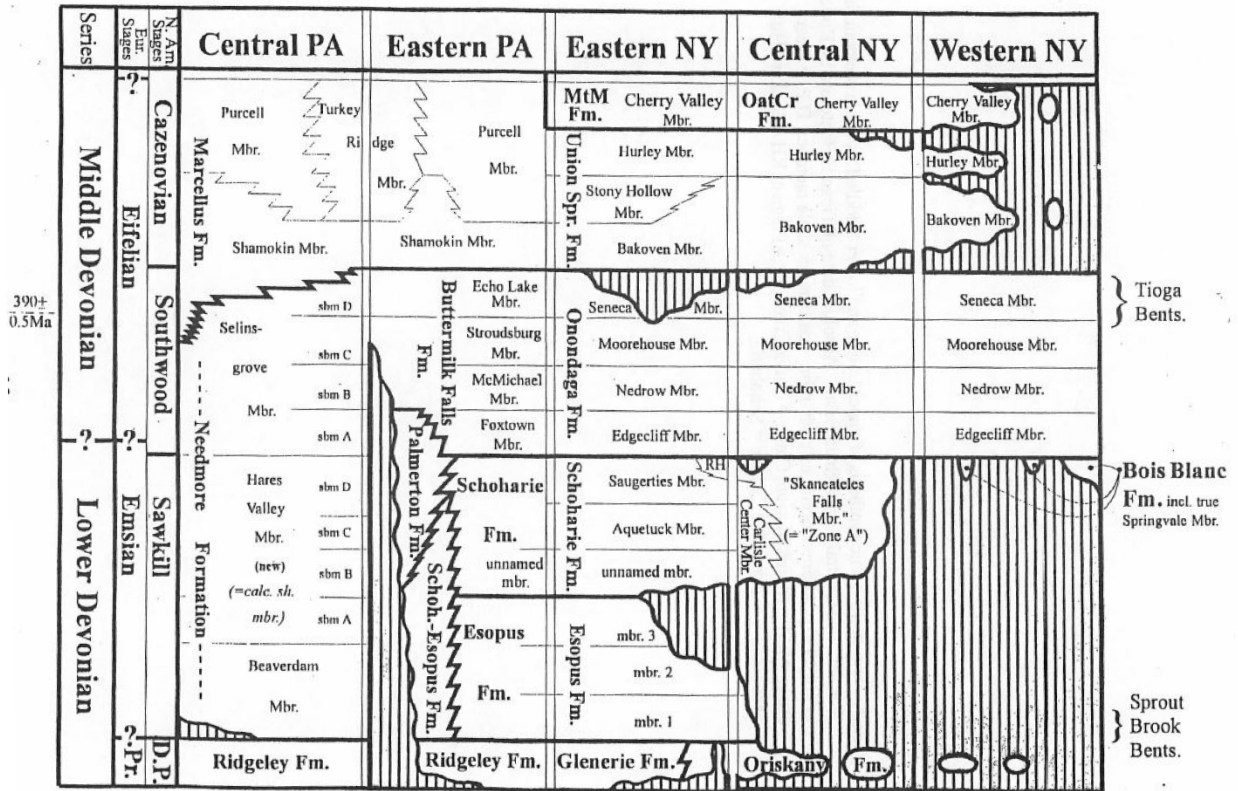 Series
Eur. Stages
N. Am. Stages
Central PA
Eastern PA
Eastern NY
Central NY
Western NY
Middle Devonian
Lower Devonian
390±
0.5Ma
?
Eifelian
?
Emsian
?
Pr.
Cazenovian
Southwood
Sawkill
D.P.
Marcellus Fm.
Purcell
Mbr.
Turkey
Ridge
Mbr.
Shamokin Mbr.
Selins-
grove
Mbr.
sbm D
sbm C
sbm B
sbm A
Needmore
Formation
Hares
Valley
Mbr.
(new)
(=calc. sh.
mbr.)
sbm D
sbm C
sbm B
sbm A
Beaverdam
Mbr.
Ridgeley Fm.
Purcell
Mbr.
Shamokin Mbr.
Buttermilk Falls
Fm.
Echo Lake
Mbr.
Stroudsburg
Mbr.
McMichael
Mbr.
Foxtown
Mbr.
Palmerton Fm.
Schoh.-Esopus Fm.
Schoharie
Fm.
unnamed
mbr.
Esopus
Fm.
Ridgeley Fm.
MtM
Fm.
Cherry Valley
Mbr.
Union Spr. Fm.
Hurley Mbr.
Stony Hollow
Mbr.
Bakoven Mbr.
Onondaga Fm.
Seneca Mbr.
Moorehouse Mbr.
Nedrow Mbr.
Edgecliff Mbr.
Schoharie Fm.
RH
Saugerties Mbr.
Aquetuck Mbr.
unnamed mbr.
Esopus Fm.
mbr. 3
mbr. 2
mbr. 1
Glenerie Fm.
OatCr
Fm.
Cherry Valley
Mbr.
Hurley Mbr.
Bakoven Mbr.
Seneca Mbr.
Moorehouse Mbr.
Nedrow Mbr.
Edgecliff Mbr.
Carlisle
Center Mbr.
"Skaneateles
Falls
Mbr."
(= "Zone A")
Oriskany Fm.
Cherry Valley
Mbr.
Hurley Mbr.
Bakoven Mbr.
Seneca Mbr.
Moorehouse Mbr.
Nedrow Mbr.
Edgecliff Mbr.
Tioga
Bents.
Bois Blanc
Fm. incl. true
Springvale Mbr.
Sprout
Brook
Bents.